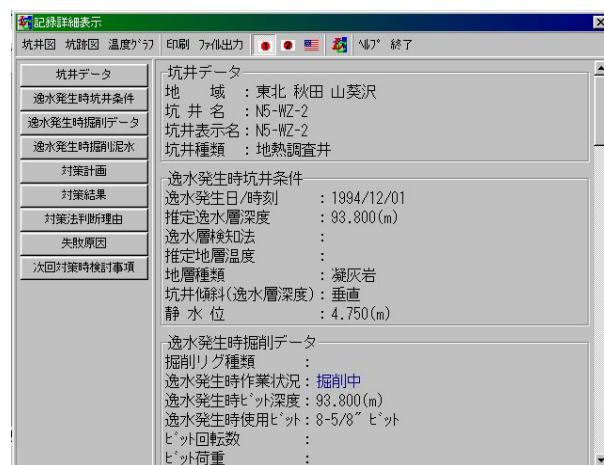 記録詳細表示
坑井図 坑跡図 温度ｸﾞﾗﾌ 印刷 ﾌｧｲﾙ出力 ﾍﾙﾌﾟ 終了
坑井データ
逸水発生時坑井条件
逸水発生時掘削データ
逸水発生時掘削泥水
対策計画
対策結果
対策法判断理由
失敗原因
次回対策時検討事項
坑井データ
地　　域　：東北 秋田 山葵沢
坑 井 名　：N5-WZ-2
坑井表示名：N5-WZ-2
坑井種類　：地熱調査井
逸水発生時坑井条件
逸水発生日/時刻　　：1994/12/01
推定逸水層深度　　：93.800(m)
逸水層検知法　　　：
推定地層温度　　　：
地層種類　　　　　：凝灰岩
坑井傾斜(逸水層深度)：垂直
静 水 位　　　　　：4.750(m)
逸水発生時掘削データ
掘削リグ種類　　　：
逸水発生時作業状況：掘削中
逸水発生時ﾋﾞｯﾄ深度：93.800(m)
逸水発生時使用ﾋﾞｯﾄ：8-5/8″ ﾋﾞｯﾄ
ﾋﾞｯﾄ回転数　　　　：
ﾋﾞｯﾄ荷重　　　　　：